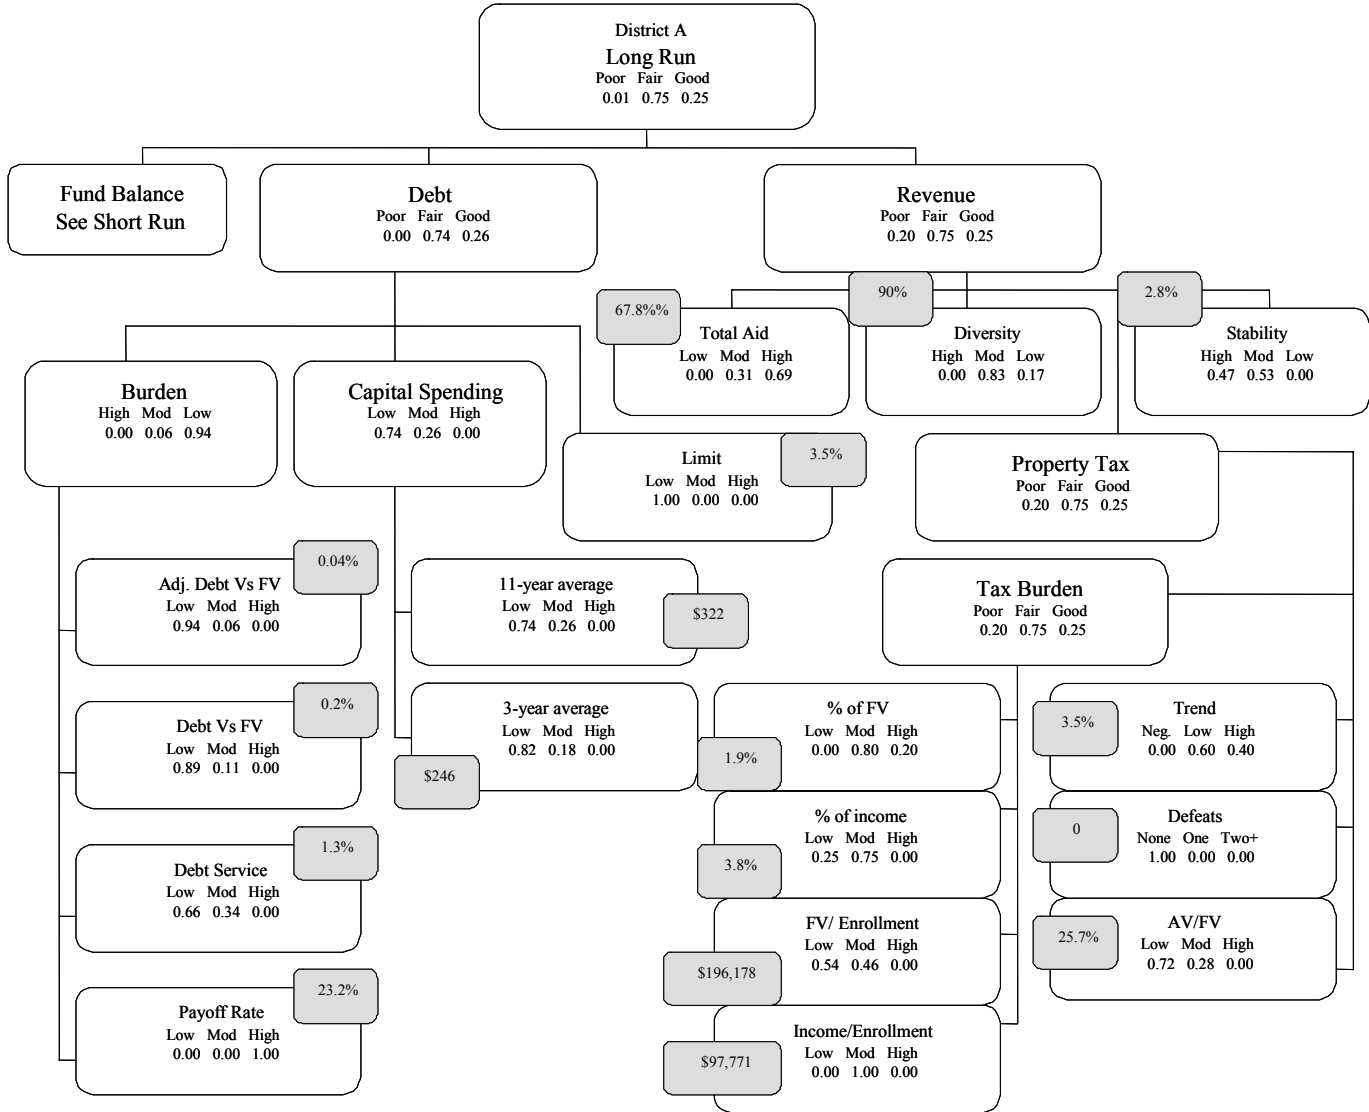 District A
Long Run
Poor Fair Good
0.01 0.75 0.25
Fund Balance
See Short Run
Debt
Poor Fair Good
0.00 0.74 0.26
Revenue
Poor Fair Good
0.20 0.75 0.25
67.8%%
Total Aid
Low Mod High
0.00 0.31 0.69
90%
Diversity
High Mod Low
0.00 0.83 0.17
2.8%
Stability
High Mod Low
0.47 0.53 0.00
Burden
High Mod Low
0.00 0.06 0.94
Capital Spending
Low Mod High
0.74 0.26 0.00
Limit
Low Mod High
1.00 0.00 0.00
3.5%
Property Tax
Poor Fair Good
0.20 0.75 0.25
Adj. Debt Vs FV
Low Mod High
0.94 0.06 0.00
0.04%
11-year average
Low Mod High
0.74 0.26 0.00
$322
Tax Burden
Poor Fair Good
0.20 0.75 0.25
Debt Vs FV
Low Mod High
0.89 0.11 0.00
0.2%
3-year average
Low Mod High
0.82 0.18 0.00
$246
% of FV
Low Mod High
0.00 0.80 0.20
1.9%
Trend
Neg. Low High
0.00 0.60 0.40
3.5%
% of income
Low Mod High
0.25 0.75 0.00
3.8%
Defeats
None One Two+
1.00 0.00 0.00
0
Debt Service
Low Mod High
0.66 0.34 0.00
1.3%
FV/ Enrollment
Low Mod High
0.54 0.46 0.00
$196,178
AV/FV
Low Mod High
0.72 0.28 0.00
25.7%
Payoff Rate
Low Mod High
0.00 0.00 1.00
23.2%
Income/Enrollment
Low Mod High
0.00 1.00 0.00
$97,771